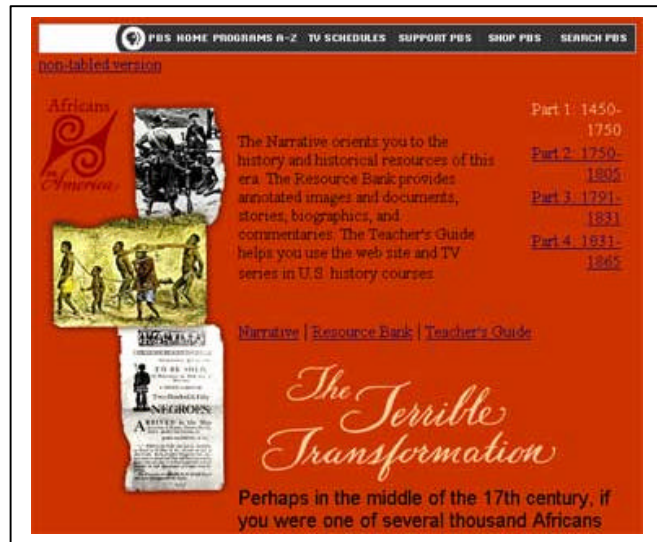 PBS HOME PROGRAMS A-Z TV SCHEDULES SUPPORT PBS SHOP PBS SEARCH PBS
non-tabled version
Africans
in
America
The Narrative orients you to the
history and historical resources of this
era. The Resource Bank provides
annotated images and documents,
stories, biographics, and
commentaries. The Teacher's Guide
helps you use the web site and TV
series in U.S. history courses.
Part 1: 1450-
1750
Part 2: 1750-
1805
Part 3: 1791-
1831
Part 4: 1831-
1865
Narrative | Resource Bank | Teacher's Guide
TO BE SOLD,
Two Hundred & Fifty
NEGROES:
The Terrible
Transformation
Perhaps in the middle of the 17th century, if
you were one of several thousand Africans